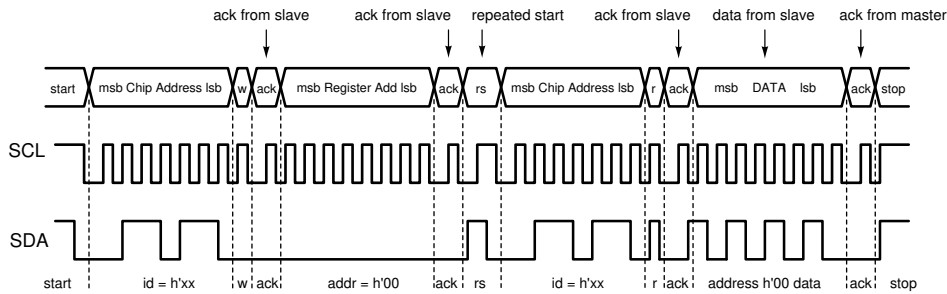 ack from slave ack from slave repeated start ack from slave data from slave ack from master
start msb Chip Address lsb w ack msb Register Add lsb ack rs msb Chip Address lsb r ack msb DATA lsb ack stop
SCL
SDA
start id = h'xx w ack addr = h'00 ack rs id = h'xx r ack address h'00 data ack stop